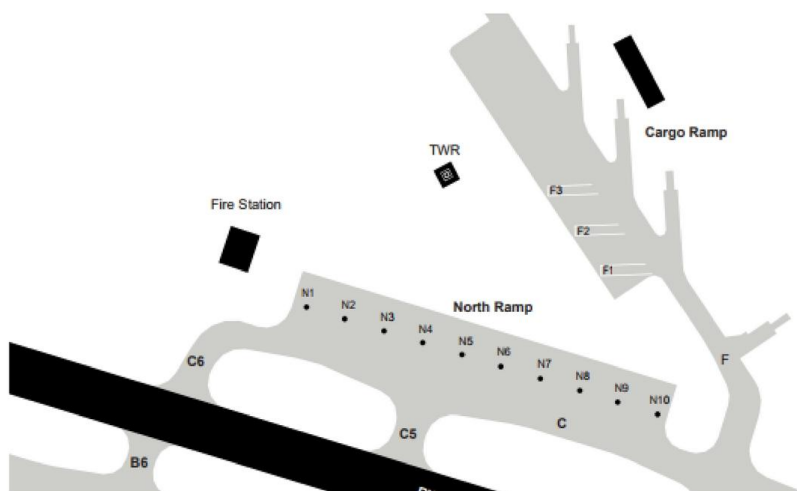 Cargo Ramp
TWR
F3
Fire Station
F2
F1
N1
N2
North Ramp
N3
N4
N5
N6
F
C6
N7
N8
N9
N10
C
C5
B6